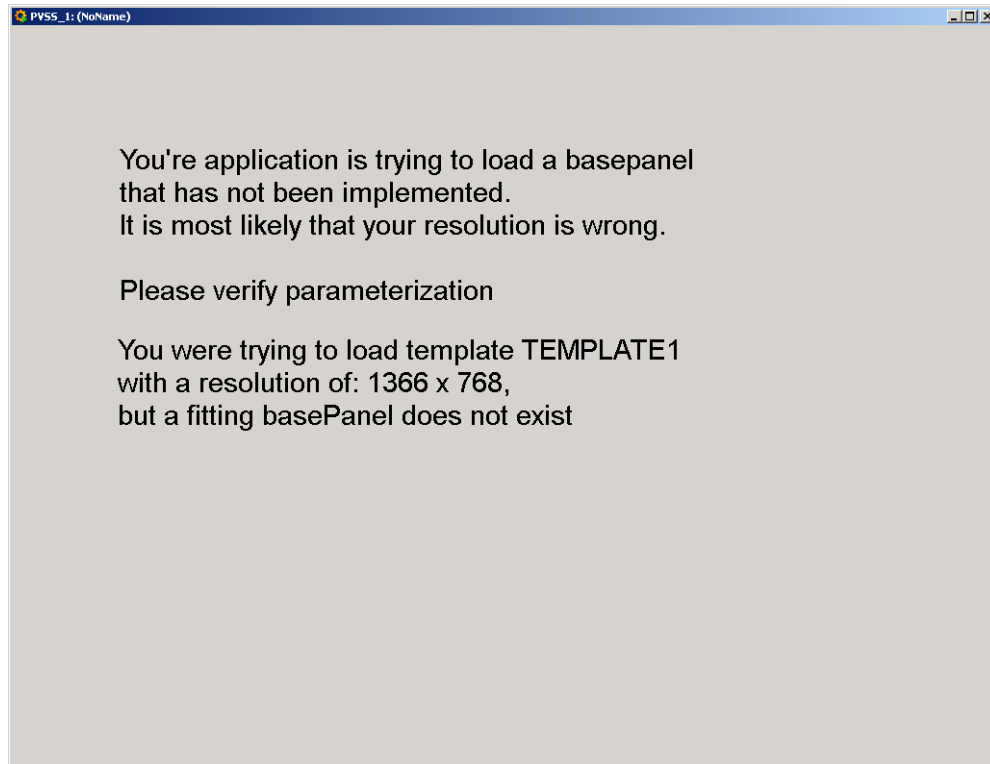 PVSS_1: (NoName)
You're application is trying to load a basepanel
that has not been implemented.
It is most likely that your resolution is wrong.
Please verify parameterization
You were trying to load template TEMPLATE1
with a resolution of: 1366 x 768,
but a fitting basePanel does not exist